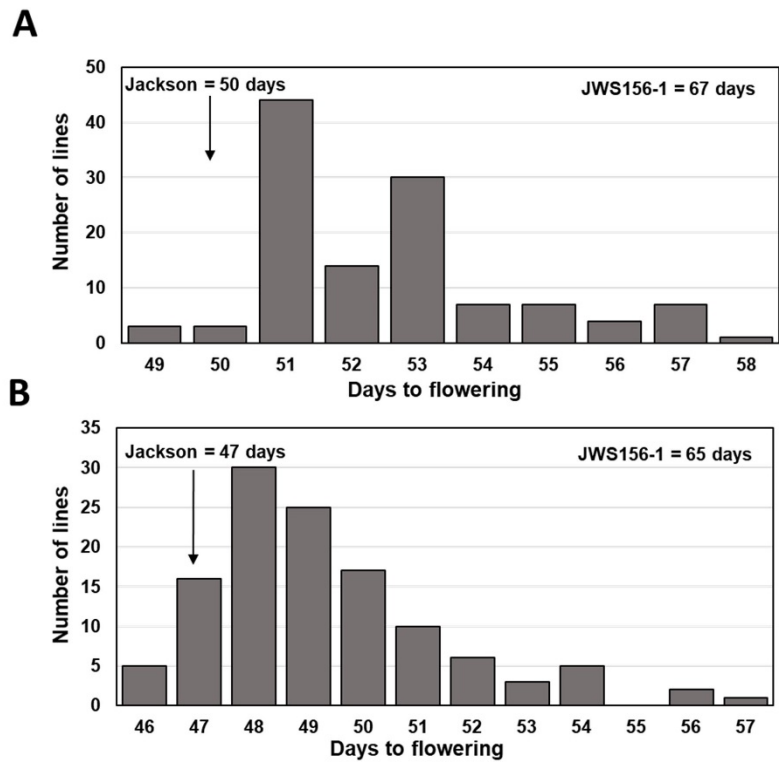 A
Jackson = 50 days JWS156-1 = 67 days
Number of lines
50
40
30
20
10
0
49 50 51 52 53 54 55 56 57 58
Days to flowering
B
Jackson = 47 days JWS156-1 = 65 days
Number of lines
35
30
25
20
15
10
5
0
46 47 48 49 50 51 52 53 54 55 56 57
Days to flowering